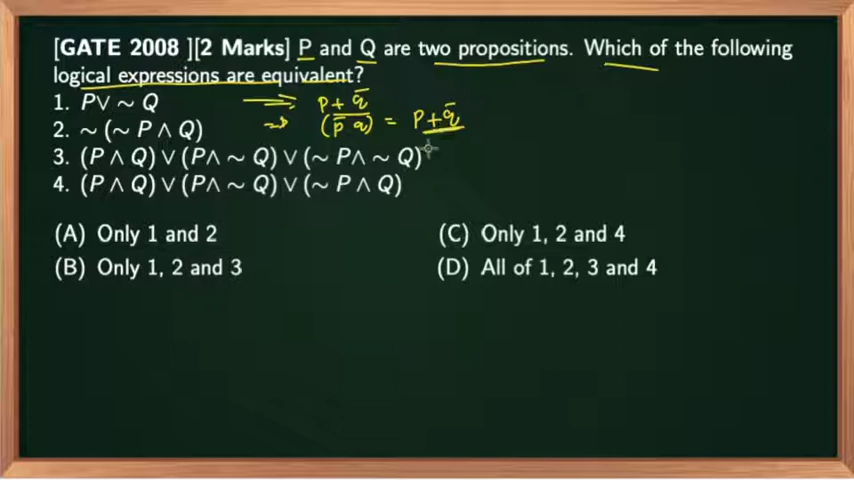 [GATE 2008 ][2 Marks] P and Q are two propositions. Which of the following
logical expressions are equivalent?
1. P∨ ∼ Q ⇒ p + q̅
2. ∼ (∼ P ∧ Q) → \overline{(p̅ q)} = p + q̅
3. (P ∧ Q) ∨ (P∧ ∼ Q) ∨ (∼ P∧ ∼ Q)
4. (P ∧ Q) ∨ (P∧ ∼ Q) ∨ (∼ P ∧ Q)
(A) Only 1 and 2 (C) Only 1, 2 and 4
(B) Only 1, 2 and 3 (D) All of 1, 2, 3 and 4